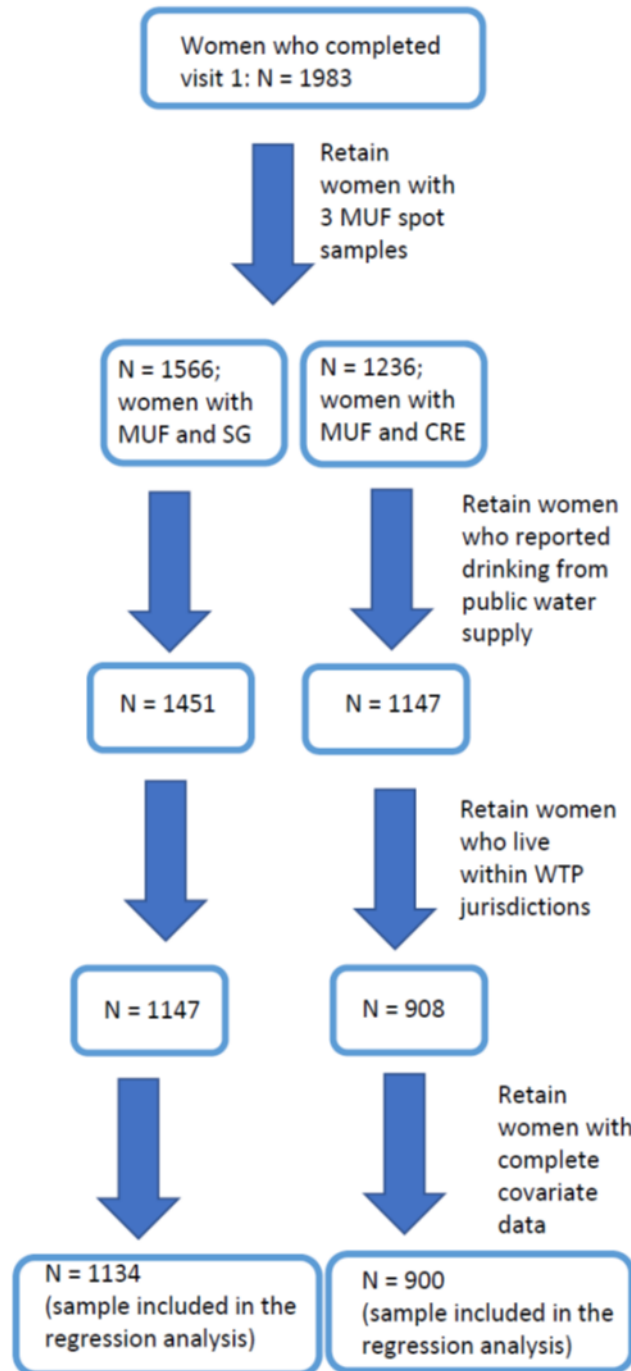 Women who completed
visit 1: N = 1983
Retain
women with
3 MUF spot
samples
N = 1566;
women with
MUF and SG
N = 1236;
women with
MUF and CRE
Retain women
who reported
drinking from
public water
supply
N = 1451
N = 1147
Retain women
who live
within WTP
jurisdictions
N = 1147
N = 908
Retain
women with
complete
covariate
data
N = 1134
(sample included in the
regression analysis)
N = 900
(sample included in the
regression analysis)